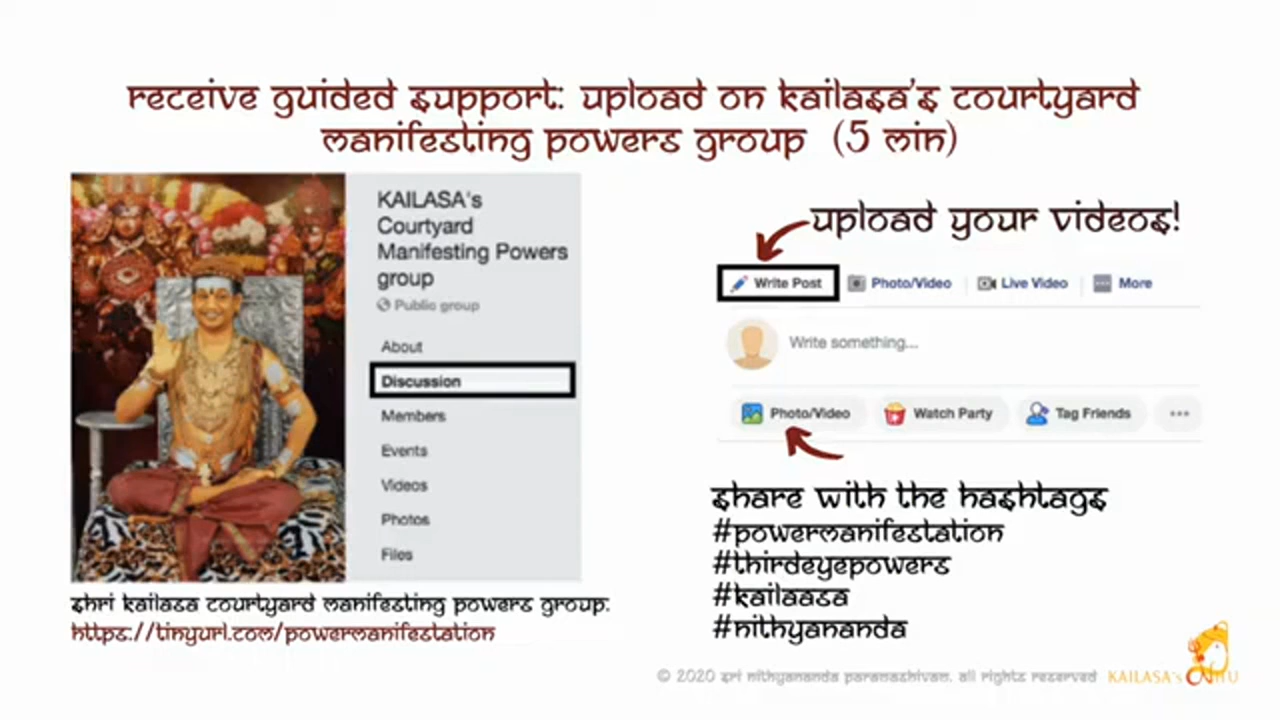 Receive guided support: upload on kailasa's courtyard
manifesting powers group (5 min)
KAILASA's
Courtyard
Manifesting Powers
group
Public group
About
Discussion
Members
Events
Videos
Photos
Files
shri kailasa courtyard manifesting powers group:
https://tinyurl.com/powermanifestation
upload your videos!
Write Post
Photo/Video
Live Video
More
Write something...
Photo/Video
Watch Party
Tag Friends
share with the hashtags
#powermanifestation
#thirdeyepowers
#kailaasa
#nithyananda
© 2020 sri nithyananda paramashivam. all rights reserved
KAILASA's